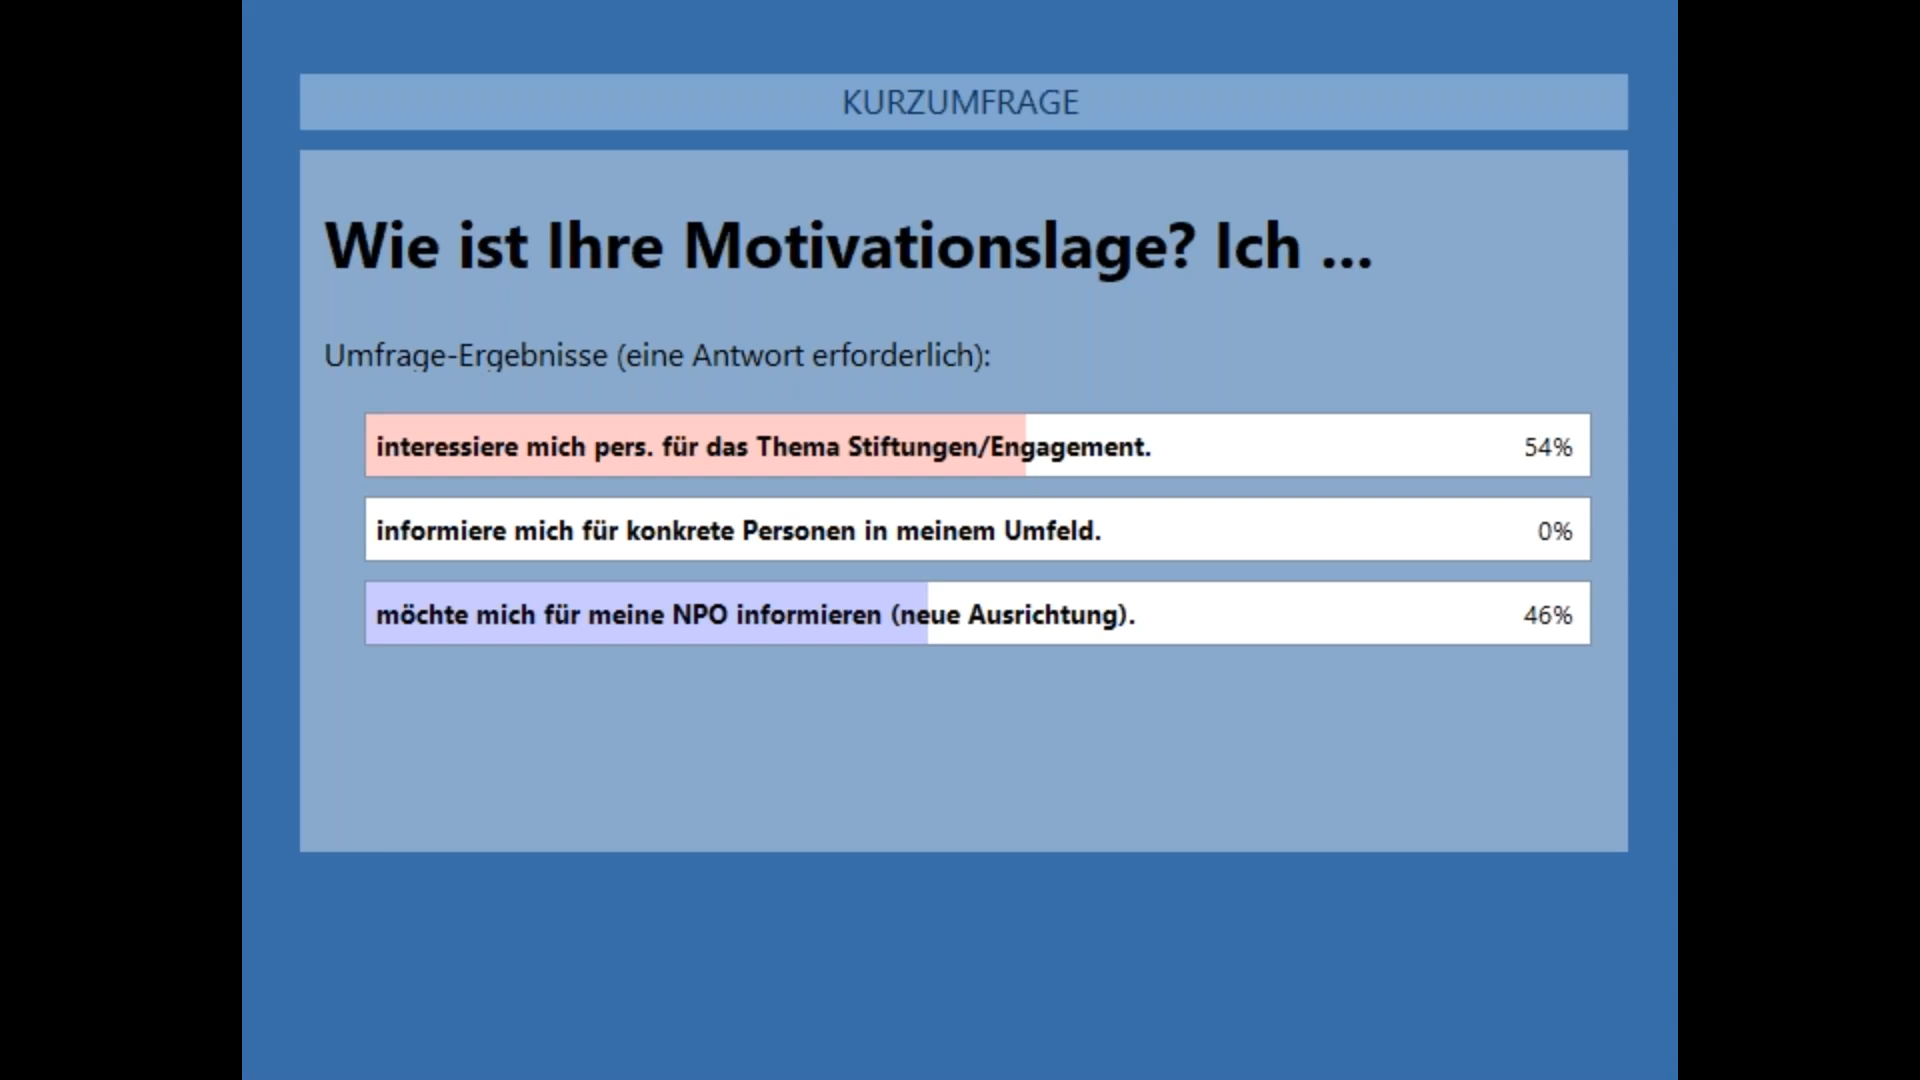 KURZUMFRAGE
Wie ist Ihre Motivationslage? Ich ...
Umfrage-Ergebnisse (eine Antwort erforderlich):
interessiere mich pers. für das Thema Stiftungen/Engagement. 54%
informiere mich für konkrete Personen in meinem Umfeld. 0%
möchte mich für meine NPO informieren (neue Ausrichtung). 46%